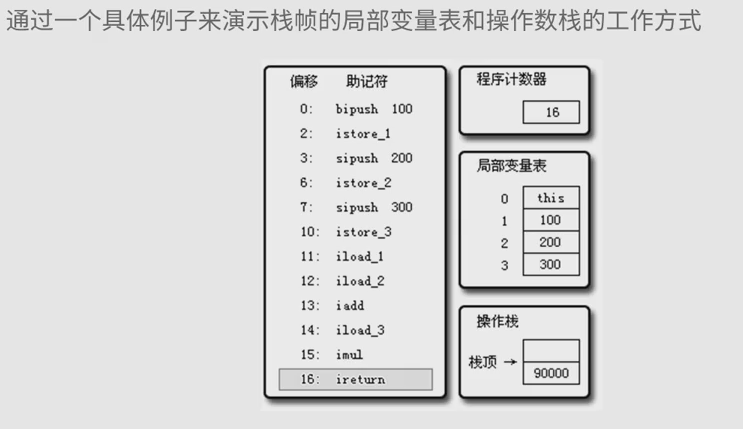 通过一个具体例子来演示栈帧的局部变量表和操作数栈的工作方式
偏移 助记符
0: bipush 100
2: istore_1
3: sipush 200
6: istore_2
7: sipush 300
10: istore_3
11: iload_1
12: iload_2
13: iadd
14: iload_3
15: imul
16: ireturn
程序计数器
16
局部变量表
0 this
1 100
2 200
3 300
操作栈
栈顶 →
90000